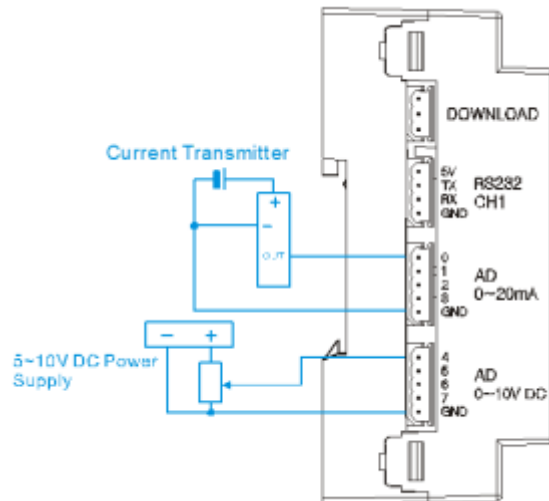 DOWNLOAD
Current Transmitter
5V
TX
RX
GND
RS232
CH1
+
−
OUT
0
1
2
3
GND
AD
0~20mA
− +
5~10V DC Power
Supply
4
5
6
7
GND
AD
0~10V DC